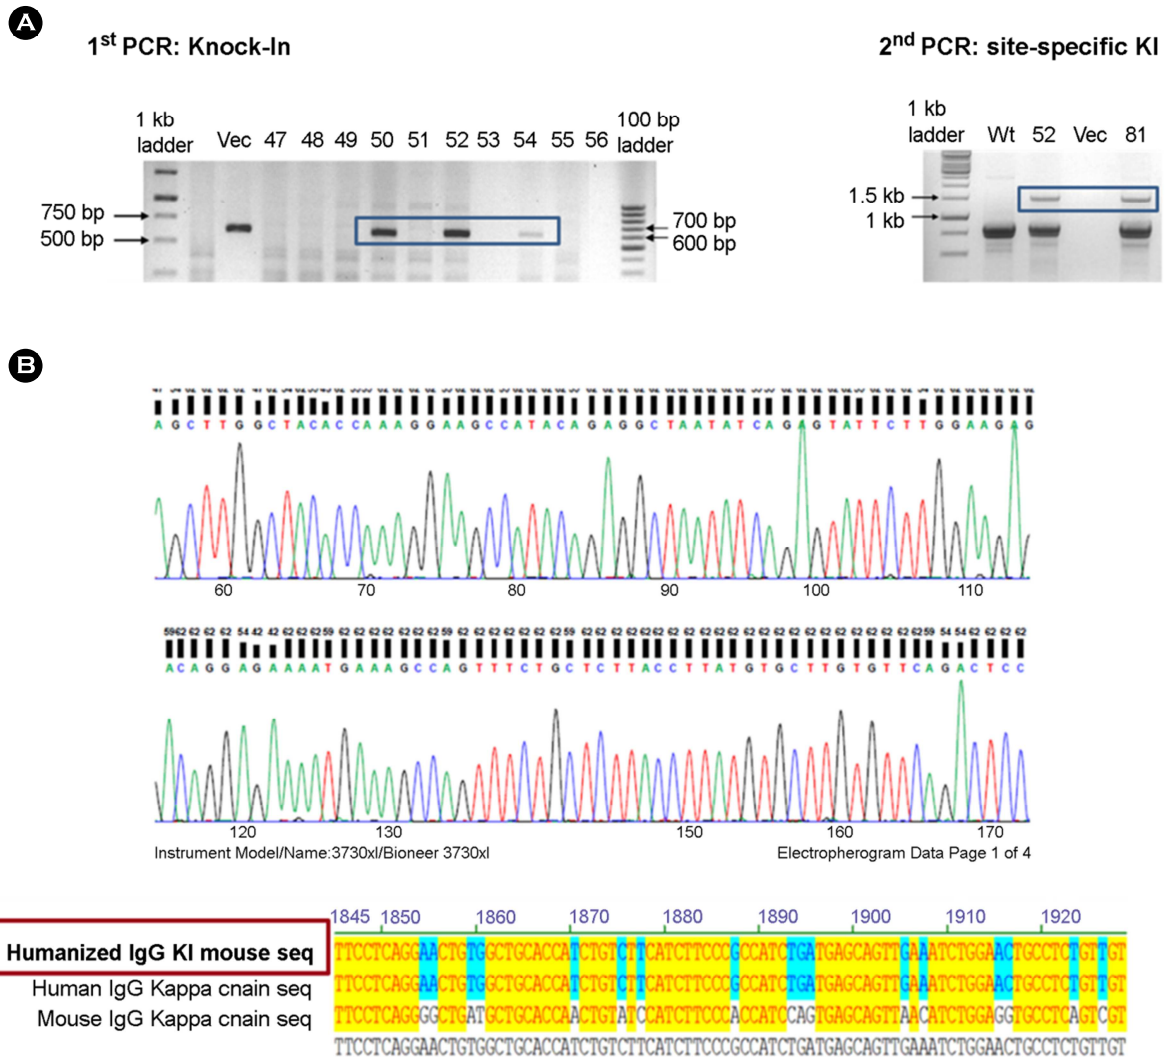 A
1st PCR: Knock-In
2nd PCR: site-specific KI
1 kb ladder
Vec 47 48 49 50 51 52 53 54 55 56
100 bp ladder
750 bp
500 bp
700 bp
600 bp
1 kb ladder
Wt 52 Vec 81
1.5 kb
1 kb
B
A G C T T G G C T A C A C C A A A G G A A G C C A T A C A G A G G C T A A T A T C A G A G T A T T C T T G G A A G A G
60 70 80 90 100 110
A C A G G A G A A A A T G A A A G C C A G T T T C T G C T C T T A C C T T A T G T G C T T G T G T T C A G A C T C C
120 130 150 160 170
Instrument Model/Name:3730xl/Bioneer 3730xl
Electropherogram Data Page 1 of 4
1845 1850 1860 1870 1880 1890 1900 1910 1920
Humanized IgG KI mouse seq TTCCTCAGGAACTGTGGCTGCACCATCTGTCTTCATCTTCCCGCCATCTGATGAGCAGTTGAAATCTGGAACTGCCTCTGTTGT
Human IgG Kappa cnain seq TTCCTCAGGAACTGTGGCTGCACCATCTGTCTTCATCTTCCCGCCATCTGATGAGCAGTTGAAATCTGGAACTGCCTCTGTTGT
Mouse IgG Kappa cnain seq TTCCTCAGGGGCTGATGCTGCACCAACTGTATCCATCTTCCCACCATCCAGTGAGCAGTTAACATCTGGAGGTGCCTCAGTCGT
TTCCTCAGGAACTGTGGCTGCACCATCTGTCTTCATCTTCCCGCCATCTGATGAGCAGTTGAAATCTGGAACTGCCTCTGTTGT